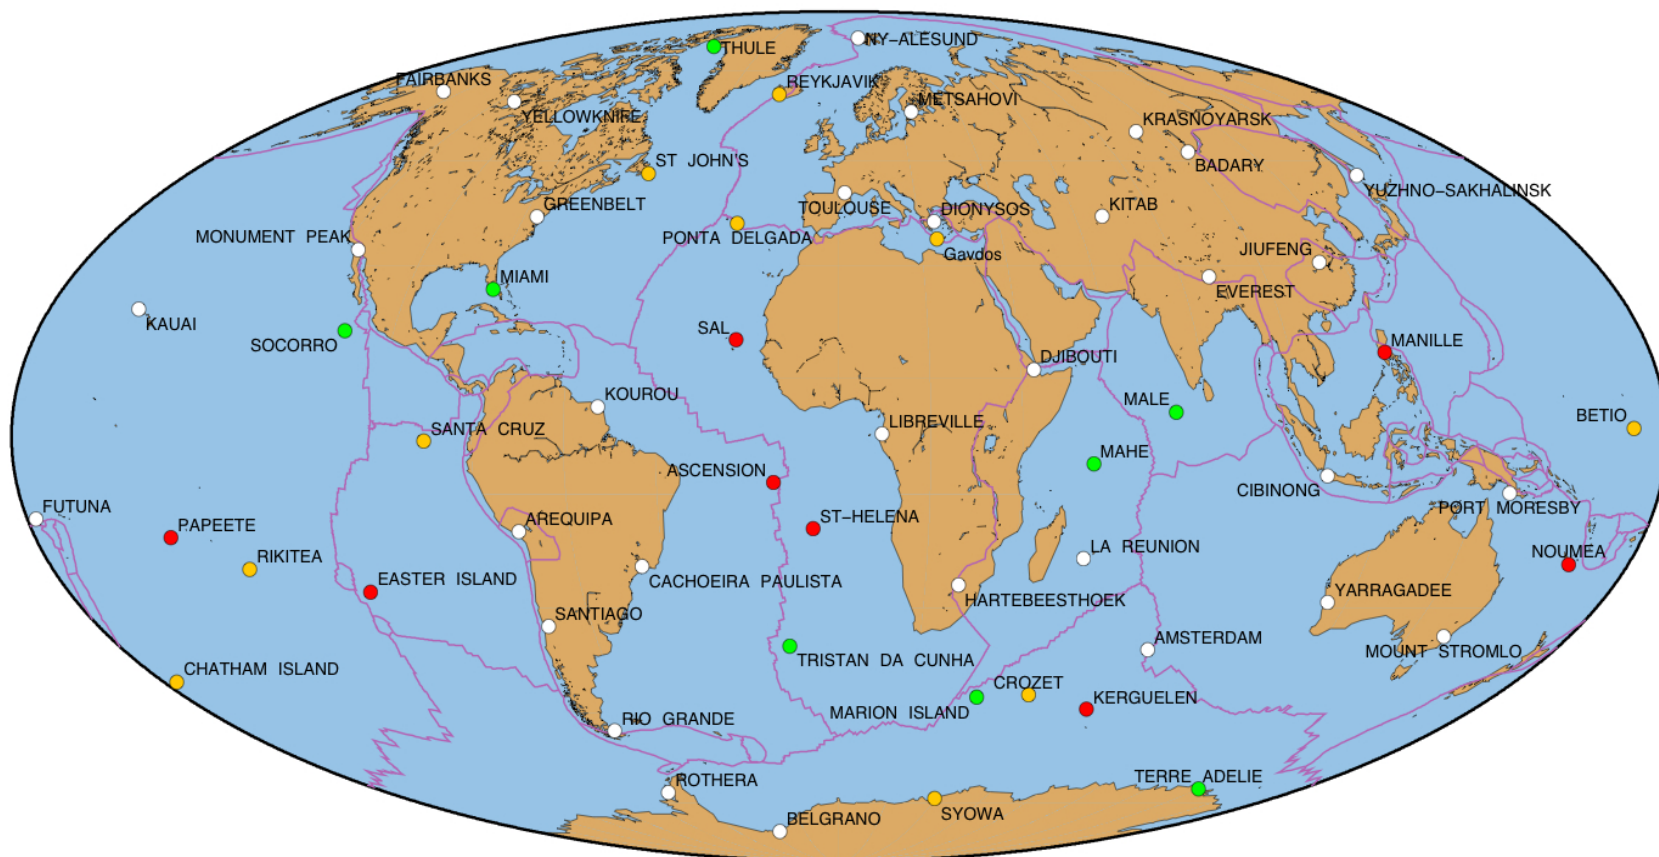 NY-ALESUND
THULE
FAIRBANKS
REYKJAVIK
METSAHOVI
YELLOWKNIFE
KRASNOYARSK
ST JOHN'S
BADARY
YUZHNO-SAKHALINSK
GREENBELT
TOULOUSE
DIONYSOS
KITAB
MONUMENT PEAK
PONTA DELGADA
Gavdos
JIUFENG
MIAMI
EVEREST
KAUAI
SOCORRO
SAL
MANILLE
DJIBOUTI
MALE
KOUROU
BETIO
SANTA CRUZ
LIBREVILLE
MAHE
ASCENSION
CIBINONG
FUTUNA
PORT MORESBY
PAPEETE
AREQUIPA
ST-HELENA
RIKITEA
LA REUNION
NOUMEA
EASTER ISLAND
CACHOEIRA PAULISTA
HARTEBEESTHOEK
YARRAGADEE
SANTIAGO
AMSTERDAM
MOUNT STROMLO
CHATHAM ISLAND
TRISTAN DA CUNHA
CROZET
KERGUELEN
MARION ISLAND
RIO GRANDE
ROTHERA
TERRE ADELIE
BELGRANO
SYOWA